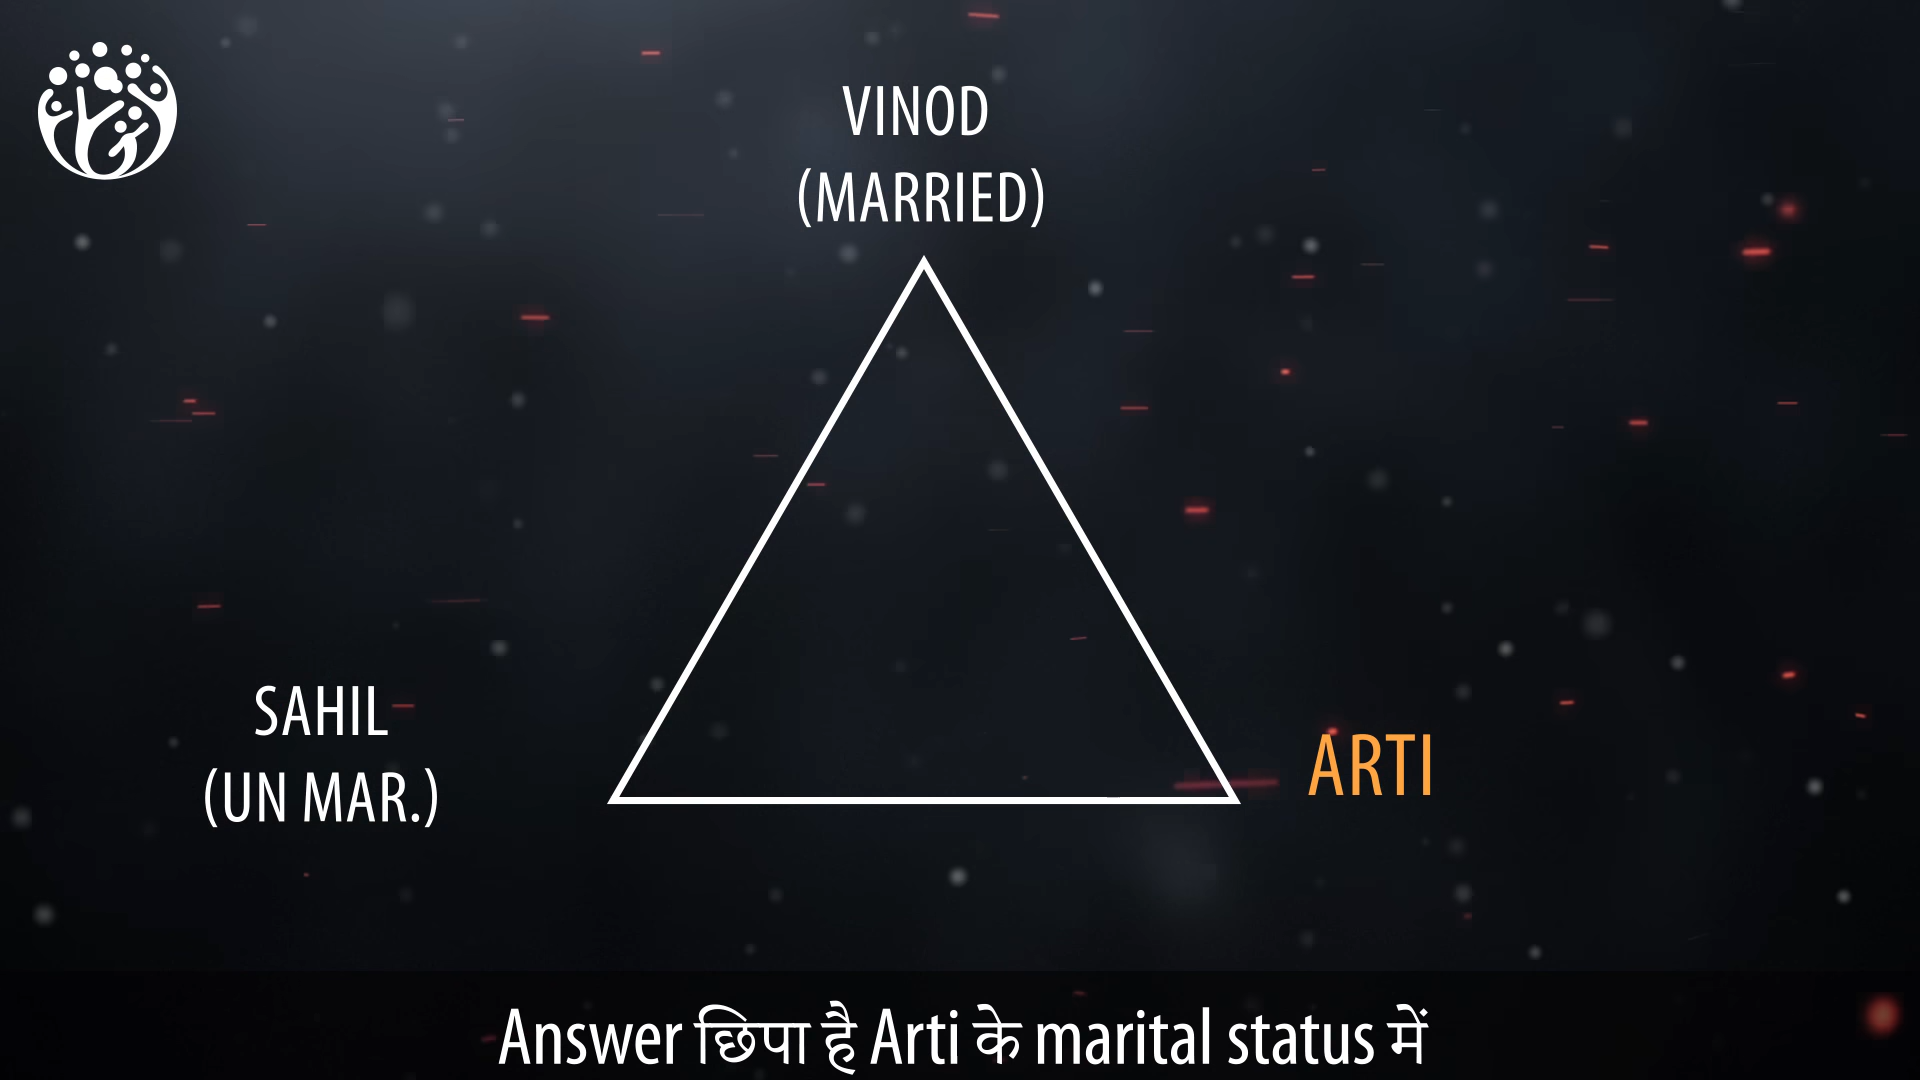 VINOD
(MARRIED)
SAHIL
(UN MAR.)
ARTI
Answer छिपा है Arti के marital status में